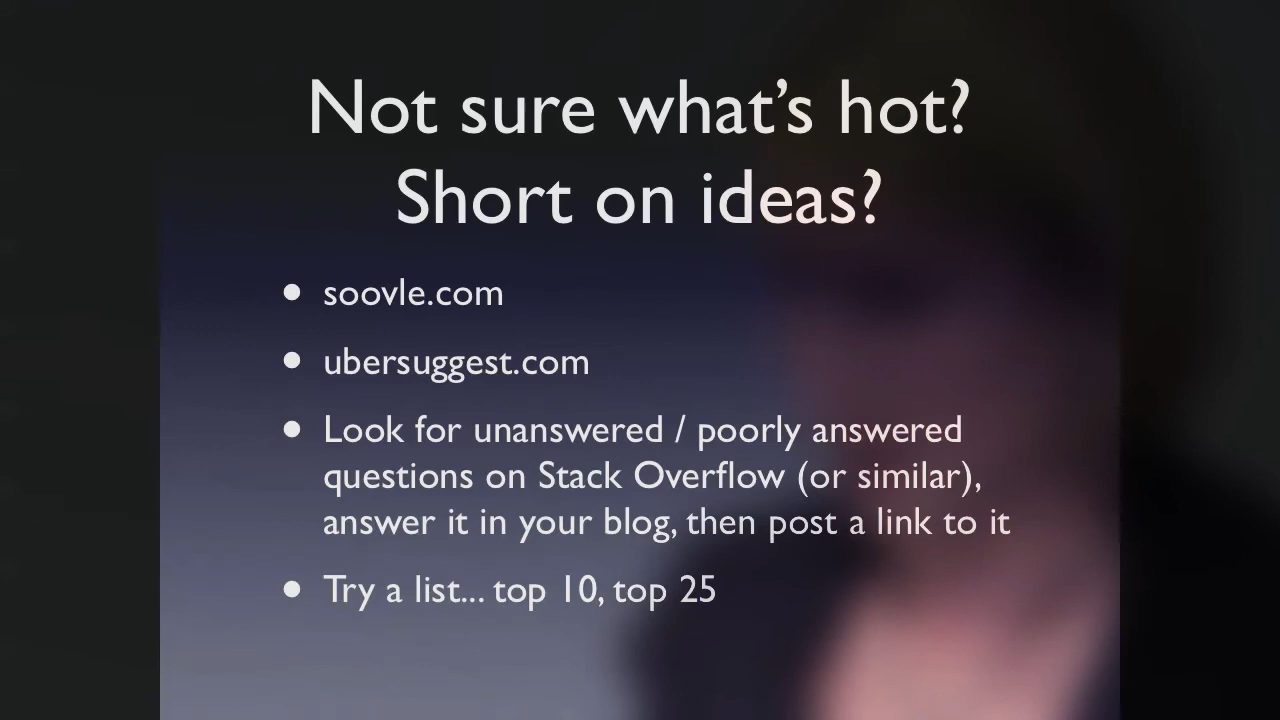 Not sure what’s hot?
Short on ideas?
• soovle.com
• ubersuggest.com
• Look for unanswered / poorly answered
questions on Stack Overflow (or similar),
answer it in your blog, then post a link to it
• Try a list... top 10, top 25